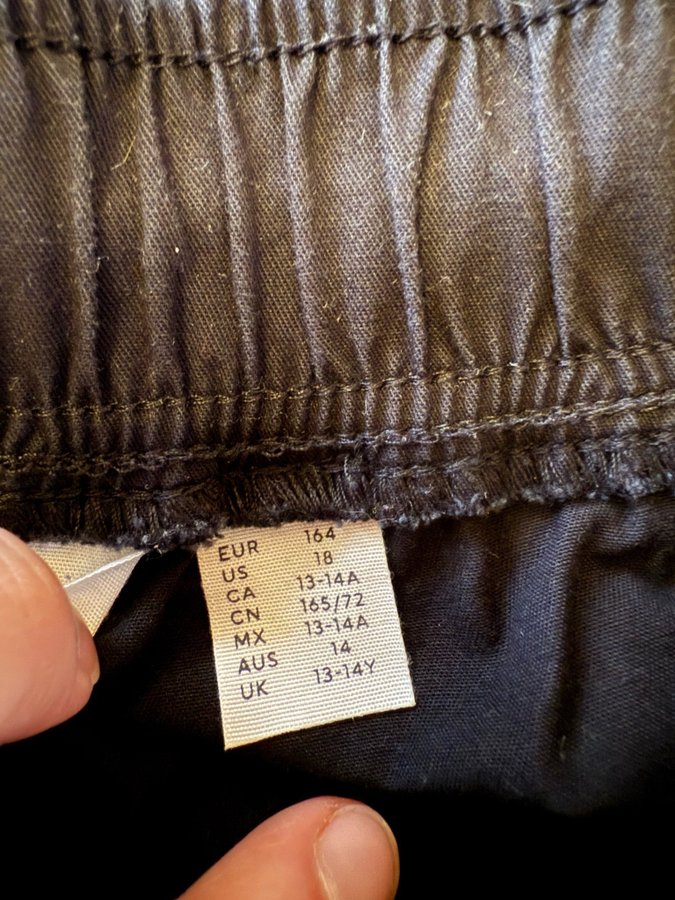 EUR 164
US 18
CA 13-14A
CN 165/72
MX 13-14A
AUS 14
UK 13-14Y